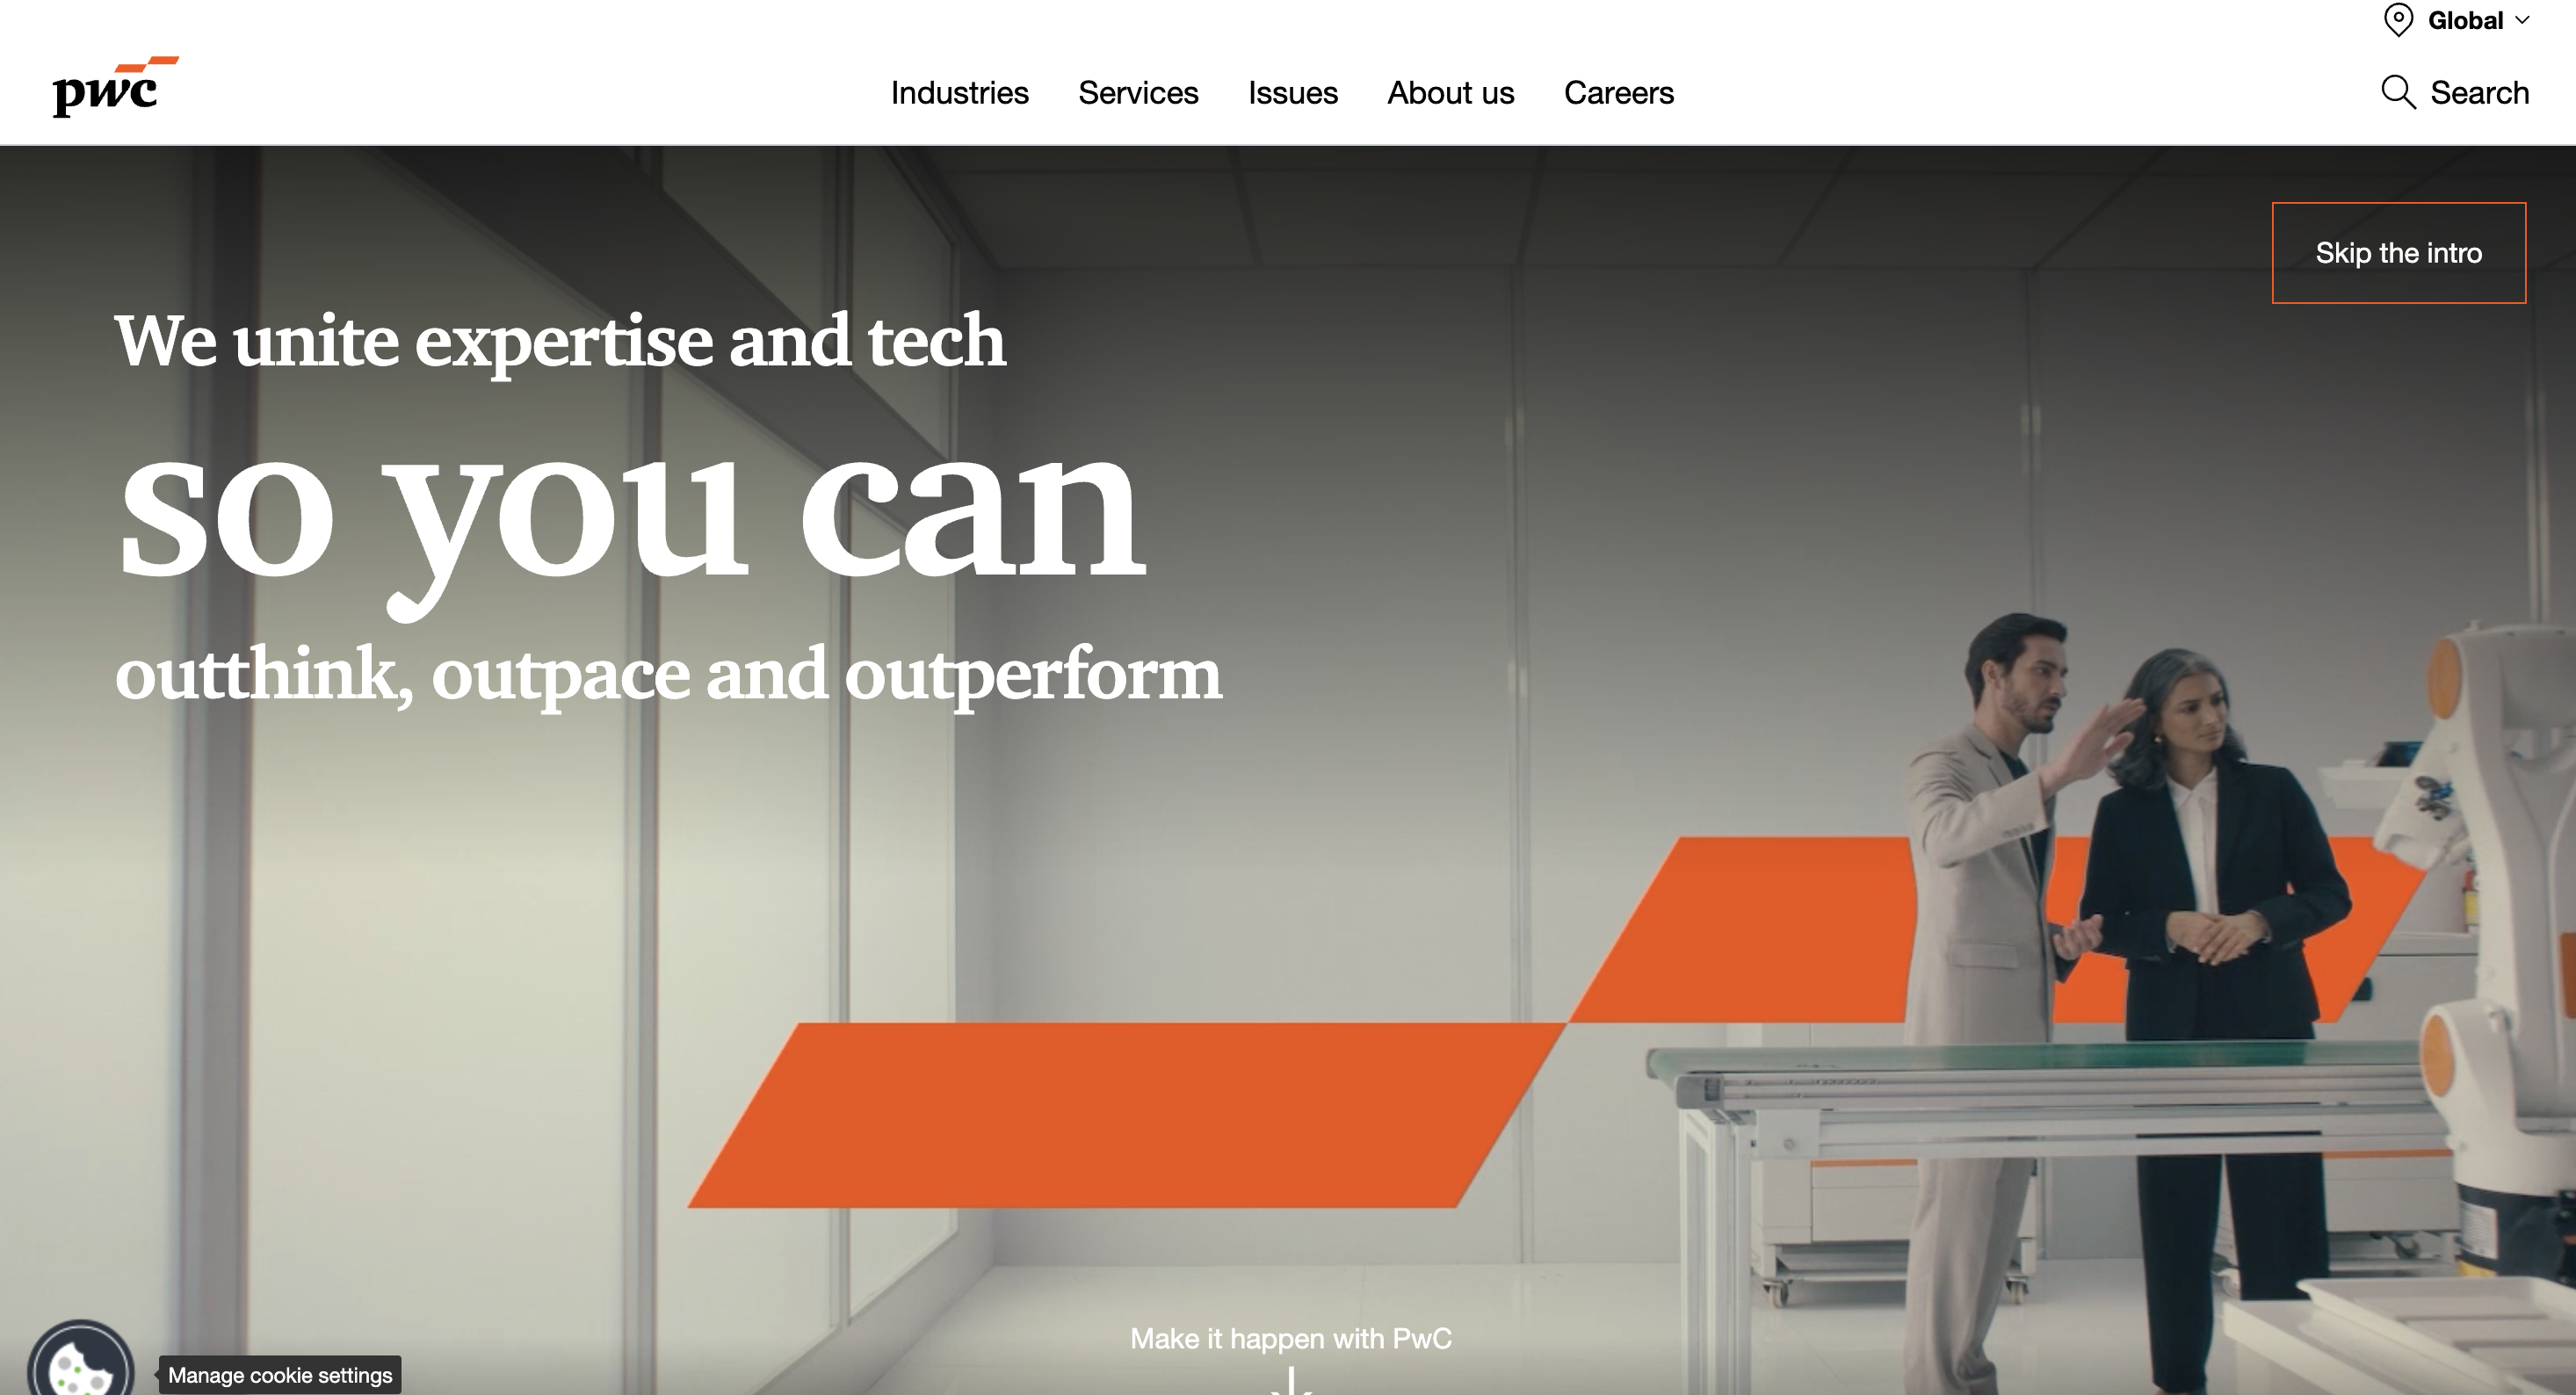 Global
pwc
Industries
Services
Issues
About us
Careers
Search
Skip the intro
We unite expertise and tech
so you can
outthink, outpace and outperform
Make it happen with PwC
Manage cookie settings